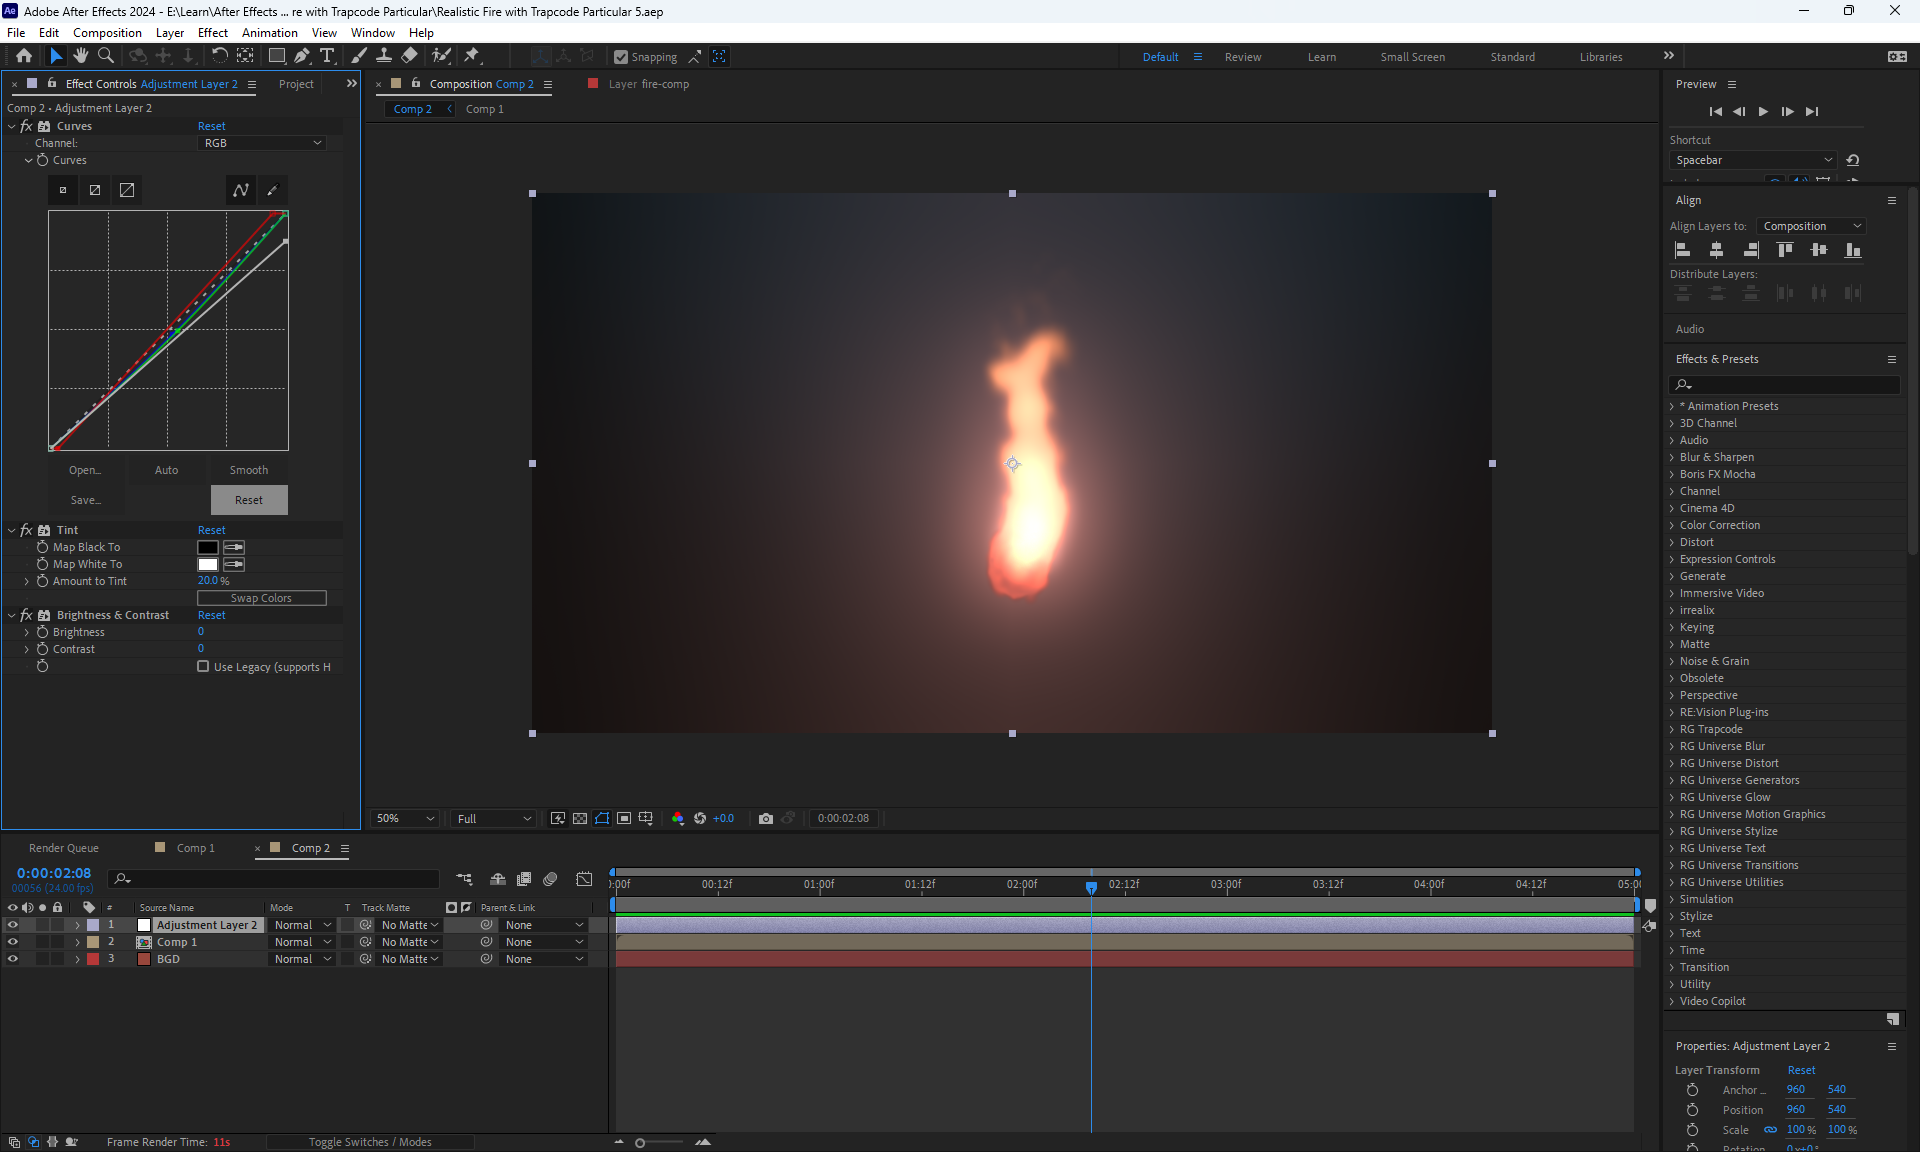 Adobe After Effects 2024 - E:\Learn\After Effects ... re with Trapcode Particular\Realistic Fire with Trapcode Particular 5.aep
File Edit Composition Layer Effect Animation View Window Help
Snapping
Default Review Learn Small Screen Standard Libraries
Effect Controls Adjustment Layer 2 Project
Comp 2 • Adjustment Layer 2
fx Curves Reset
Channel: RGB
Curves
Open... Auto Smooth
Save... Reset
fx Tint Reset
Map Black To
Map White To
Amount to Tint 20.0 %
Swap Colors
fx Brightness & Contrast Reset
Brightness 0
Contrast 0
Use Legacy (supports H
Composition Comp 2 Layer fire-comp
Comp 2 Comp 1
50% Full +0.0 0:00:02:08
Preview
Shortcut
Spacebar
Align
Align Layers to: Composition
Distribute Layers:
Audio
Effects & Presets
* Animation Presets
3D Channel
Audio
Blur & Sharpen
Boris FX Mocha
Channel
Cinema 4D
Color Correction
Distort
Expression Controls
Generate
Immersive Video
irrealix
Keying
Matte
Noise & Grain
Obsolete
Perspective
RE:Vision Plug-ins
RG Trapcode
RG Universe Blur
RG Universe Distort
RG Universe Generators
RG Universe Glow
RG Universe Motion Graphics
RG Universe Stylize
RG Universe Text
RG Universe Transitions
RG Universe Utilities
Simulation
Stylize
Text
Time
Transition
Utility
Video Copilot
Properties: Adjustment Layer 2
Layer Transform Reset
Anchor ... 960 540
Position 960 540
Scale 100 % 100 %
Rotation 0x+0°
Render Queue Comp 1 Comp 2
0:00:02:08
00056 (24.00 fps)
):00f 00:12f 01:00f 01:12f 02:00f 02:12f 03:00f 03:12f 04:00f 04:12f 05:00
# Source Name Mode T Track Matte Parent & Link
1 Adjustment Layer 2 Normal No Matte None
2 Comp 1 Normal No Matte None
3 BGD Normal No Matte None
Frame Render Time: 11s Toggle Switches / Modes